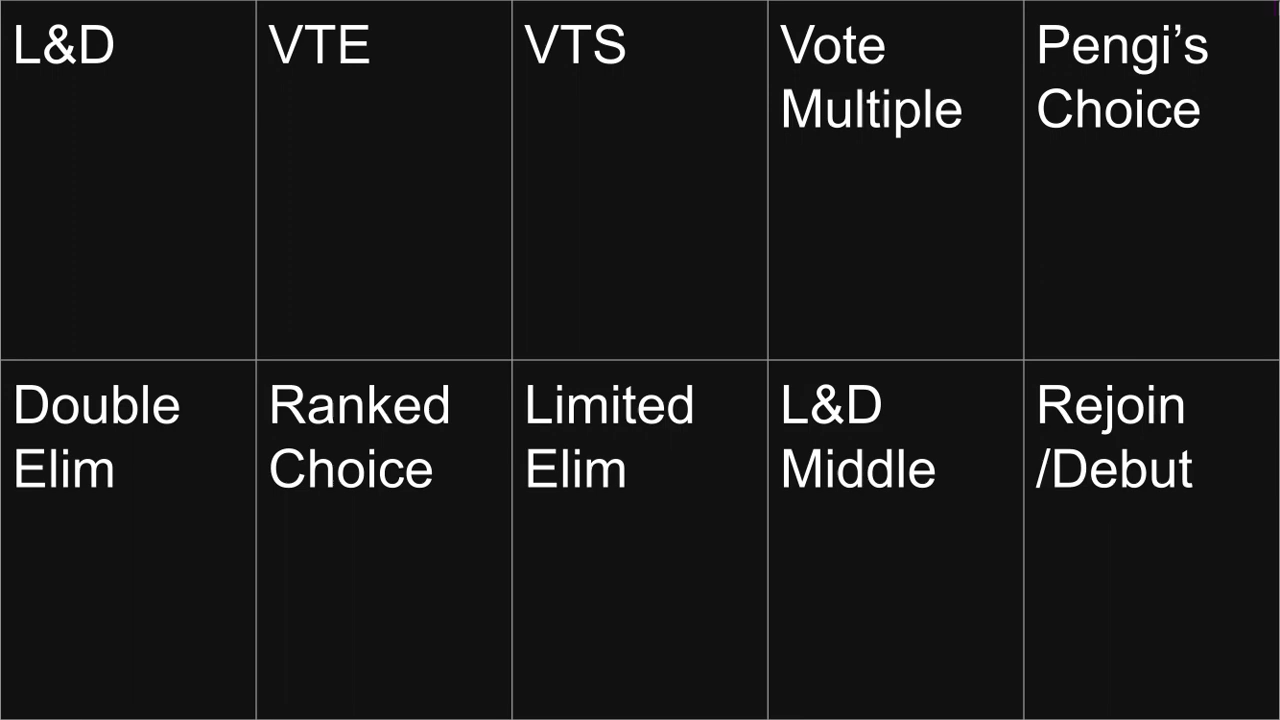 L&D
VTE
VTS
Vote
Multiple
Pengi’s
Choice
Double
Elim
Ranked
Choice
Limited
Elim
L&D
Middle
Rejoin
/Debut